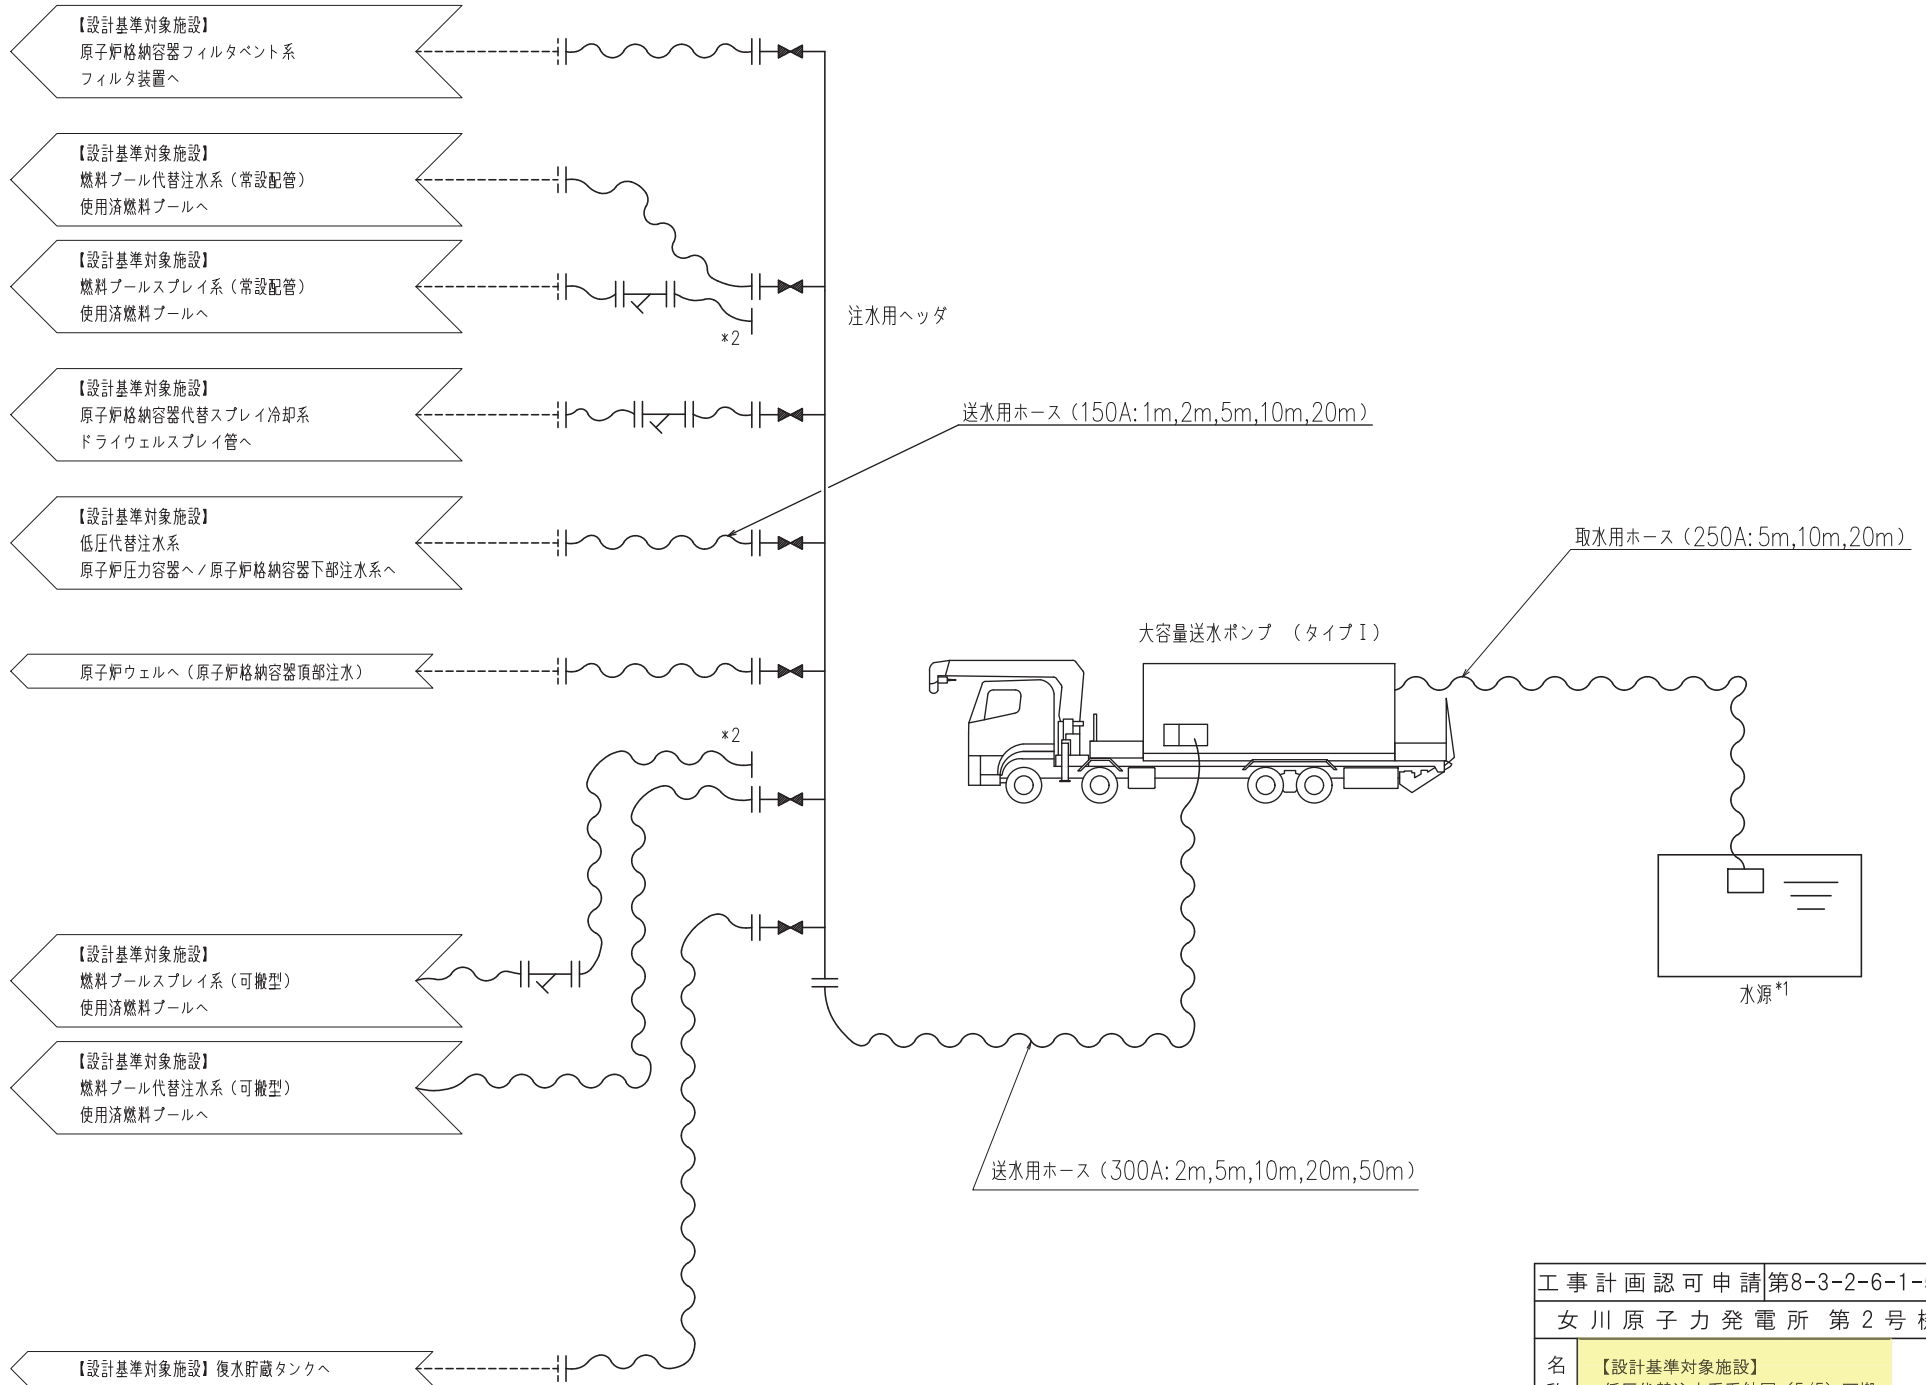 【設計基準対象施設】
原子炉格納容器フィルタベント系
フィルタ装置へ
【設計基準対象施設】
燃料プール代替注水系（常設配管）
使用済燃料プールへ
【設計基準対象施設】
燃料プールスプレイ系（常設配管）
使用済燃料プールへ
*2
注水用ヘッダ
【設計基準対象施設】
原子炉格納容器代替スプレイ冷却系
ドライウェルスプレイ管へ
送水用ホース（150A:1m,2m,5m,10m,20m）
【設計基準対象施設】
低圧代替注水系
原子炉圧力容器へ／原子炉格納容器下部注水系へ
取水用ホース（250A:5m,10m,20m）
大容量送水ポンプ （タイプⅠ）
原子炉ウェルへ（原子炉格納容器頂部注水）
*2
【設計基準対象施設】
燃料プールスプレイ系（可搬型）
使用済燃料プールへ
水源*1
【設計基準対象施設】
燃料プール代替注水系（可搬型）
使用済燃料プールへ
送水用ホース（300A:2m,5m,10m,20m,50m）
【設計基準対象施設】復水貯蔵タンクへ
工事計画認可申請 第8-3-2-6-1-
女川原子力発電所 第2号
名
【設計基準対象施設】